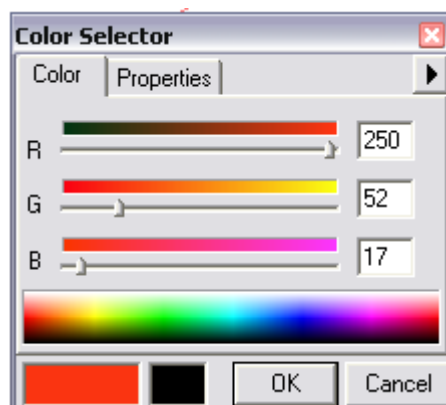 Color Selector
Color Properties
R 250
G 52
B 17
OK Cancel